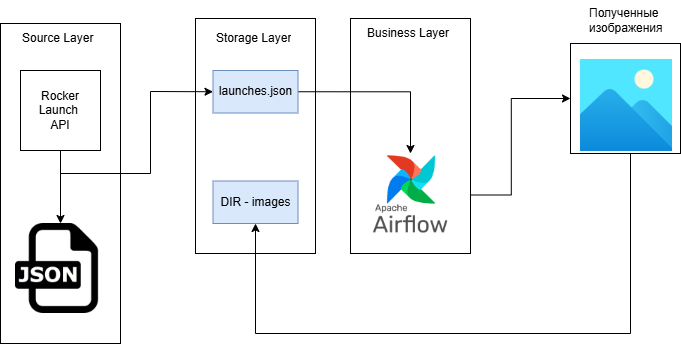 Source Layer
Rocker
Launch
API
JSON
Storage Layer
launches.json
DIR - images
Business Layer
Apache
Airflow
Полученные
изображения